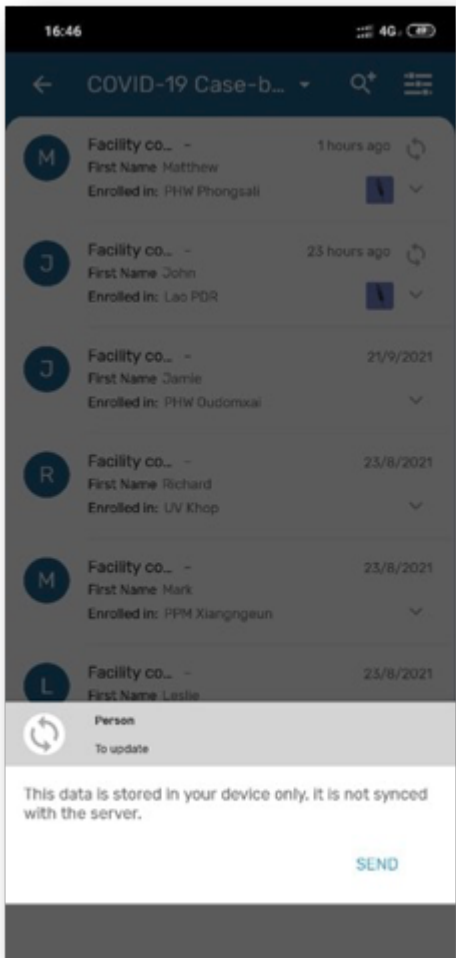 16:46
4G
COVID-19 Case-b...
M
Facility co... -
1 hours ago
First Name Matthew
Enrolled in: PHW Phongsali
J
Facility co... -
23 hours ago
First Name John
Enrolled in: Lao PDR
J
Facility co... -
21/9/2021
First Name Jamie
Enrolled in: PHW Oudomxai
R
Facility co... -
23/8/2021
First Name Richard
Enrolled in: UV Khop
M
Facility co... -
23/8/2021
First Name Mark
Enrolled in: PPM Xiangngeun
L
Facility co... -
23/8/2021
First Name Leslie
Person
To update
This data is stored in your device only, it is not synced
with the server.
SEND